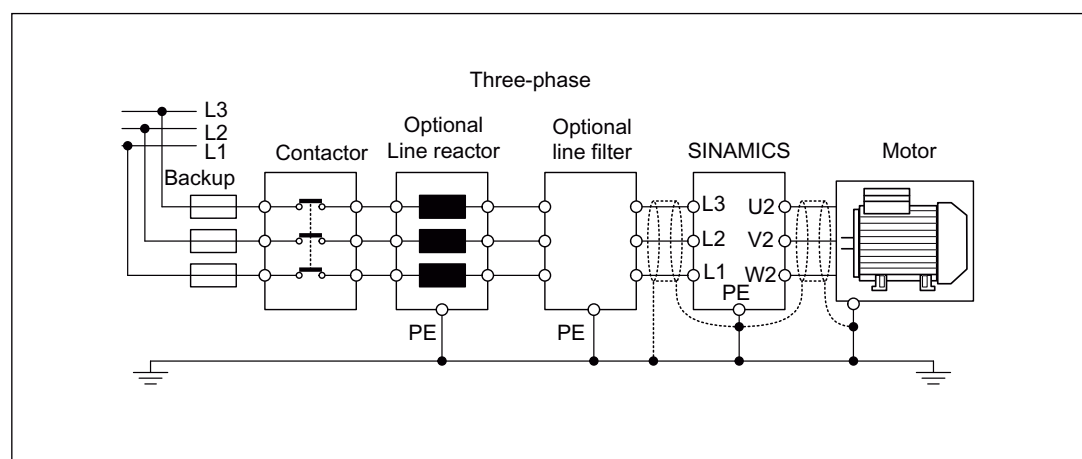 Three-phase
L3
L2
L1
Backup
Contactor
Optional
Line reactor
Optional
line filter
SINAMICS
Motor
L3
U2
L2
V2
L1
W2
PE
PE
PE